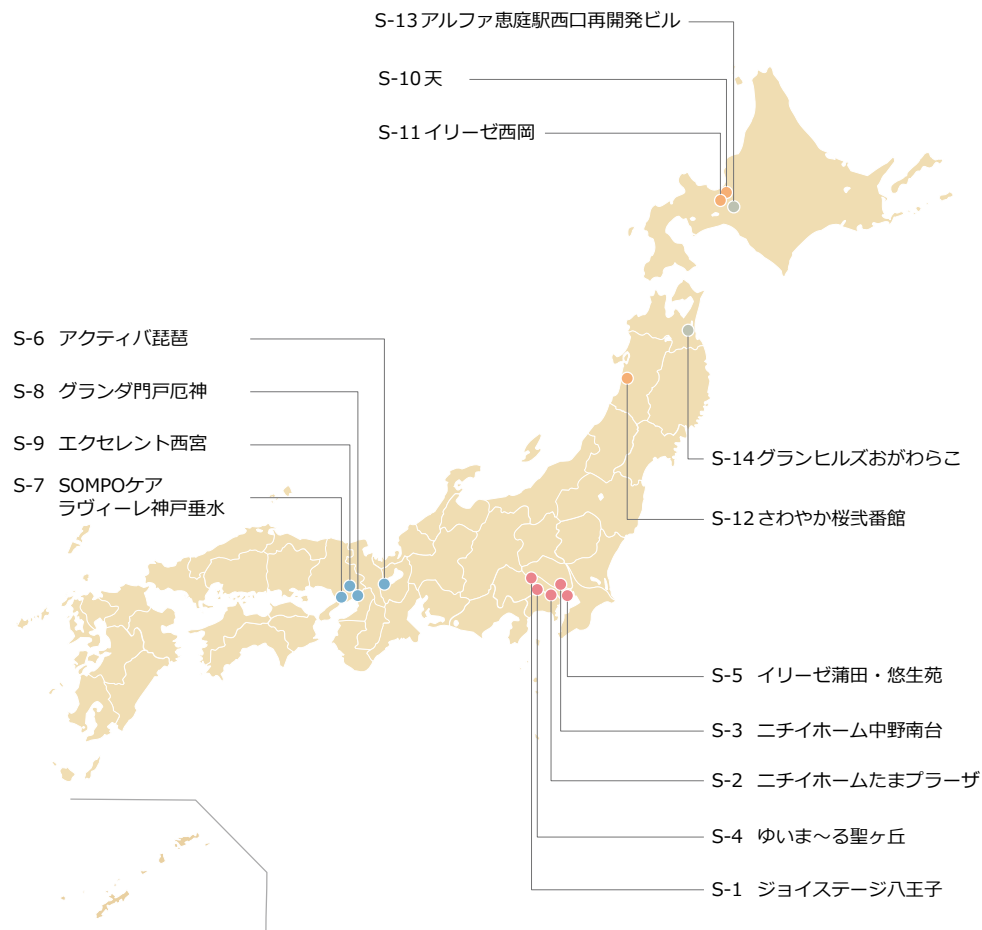 S-13アルファ恵庭駅西口再開発ビル
S-10 天
S-11 イリーゼ西岡
S-6 アクティバ琵琶
S-8 グランダ門戸厄神
S-9 エクセレント西宮
S-7 SOMPOケア
ラヴィーレ神戸垂水
S-14グランヒルズおがわらこ
S-12さわやか桜弐番館
S-5 イリーゼ蒲田・悠生苑
S-3 ニチイホーム中野南台
S-2 ニチイホームたまプラーザ
S-4 ゆいま～る聖ヶ丘
S-1 ジョイステージ八王子